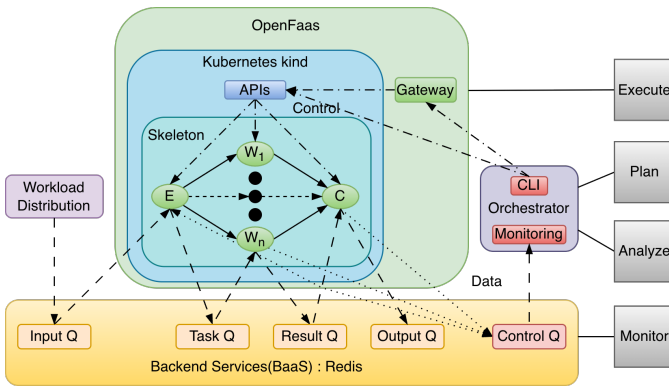 OpenFaas
Kubernetes kind
APIs
Gateway
Execute
Control
Skeleton
W1
E
C
Wn
Workload
Distribution
CLI
Orchestrator
Monitoring
Plan
Analyze
Data
Input Q
Task Q
Result Q
Output Q
Control Q
Monitor
Backend Services(BaaS) : Redis